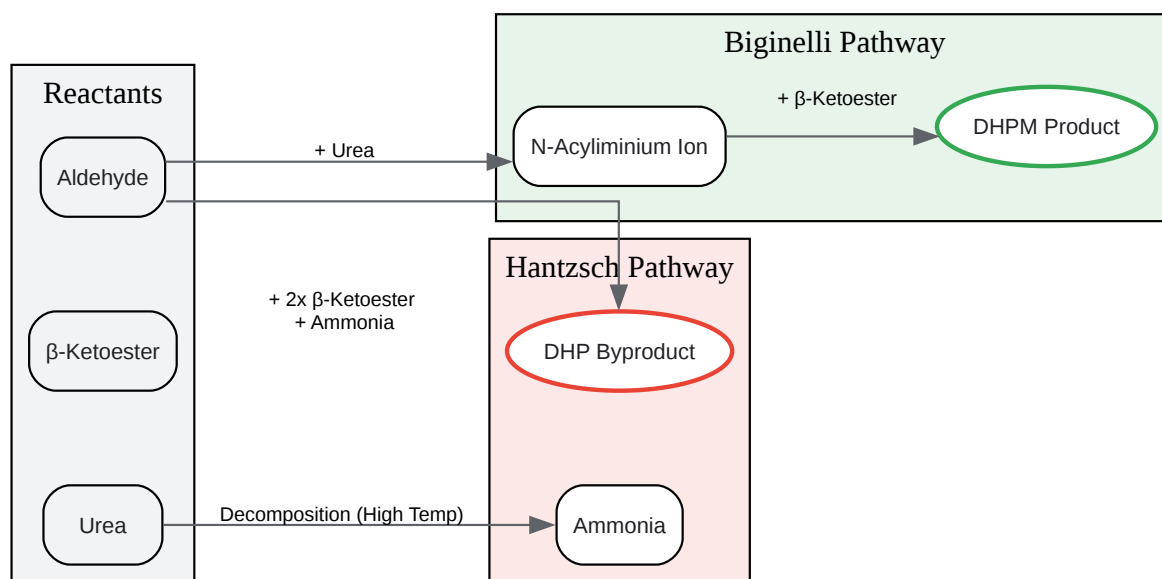 Biginelli Pathway
Reactants
+ β-Ketoester
DHPM Product
N-Acyliminium Ion
+ Urea
Aldehyde
Hantzsch Pathway
+ 2x β-Ketoester
+ Ammonia
β-Ketoester
DHP Byproduct
Urea
Decomposition (High Temp)
Ammonia